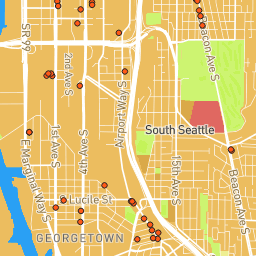 SR 99
2nd Ave S
Beacon Ave S
Airport Way S
South Seattle
1st Ave S
4th Ave S
15th Ave S
E Marginal Way S
S Lucile St
Beacon Ave S
GEORGETOWN